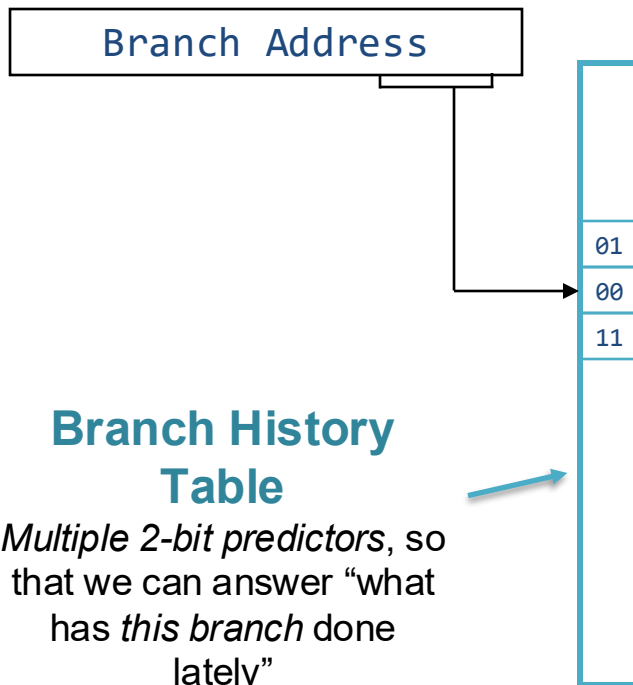 Branch Address
01
00
11
Branch History
Table
Multiple 2-bit predictors, so
that we can answer “what
has this branch done
lately”